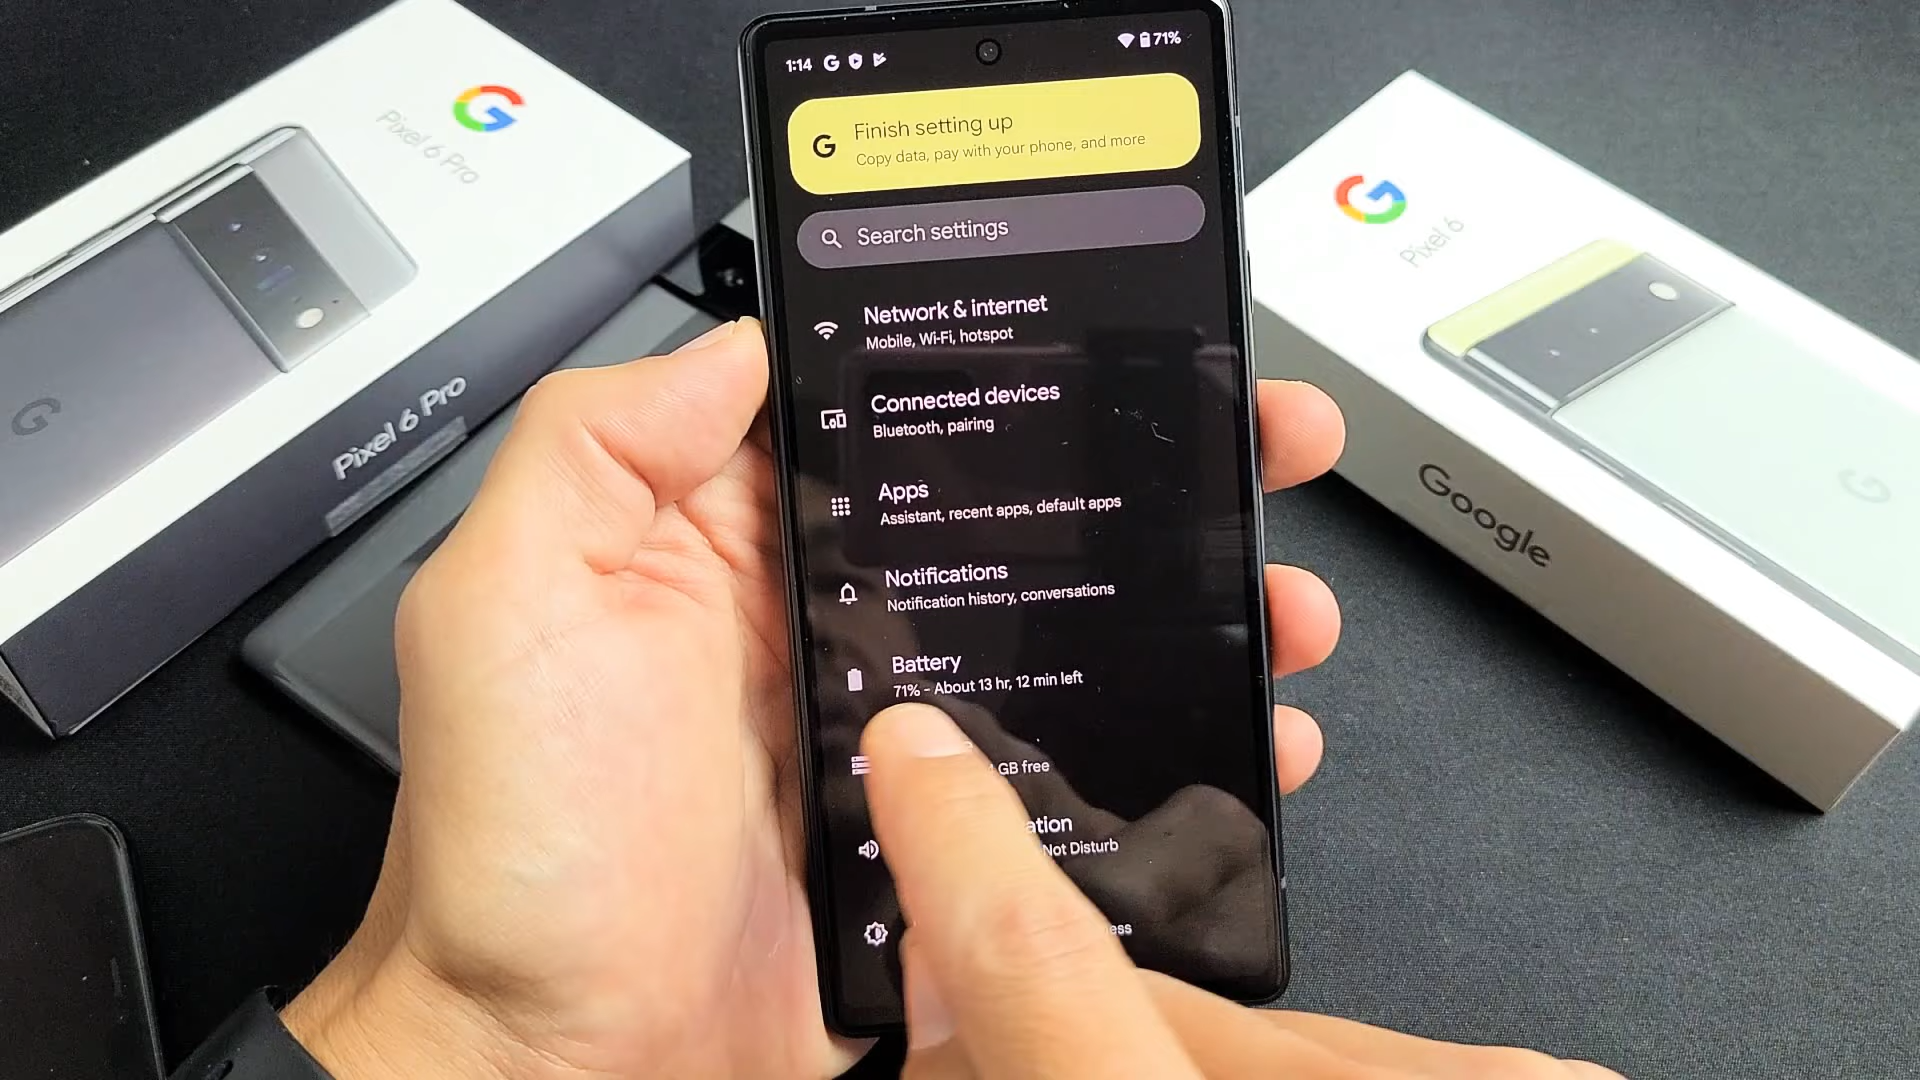 Pixel 6 Pro
Pixel 6 Pro
1:14
71%
Finish setting up
Copy data, pay with your phone, and more
Search settings
Network & internet
Mobile, Wi-Fi, hotspot
Connected devices
Bluetooth, pairing
Apps
Assistant, recent apps, default apps
Notifications
Notification history, conversations
Battery
71% - About 13 hr, 12 min left
GB free
ation
Not Disturb
ess
Pixel 6
Google